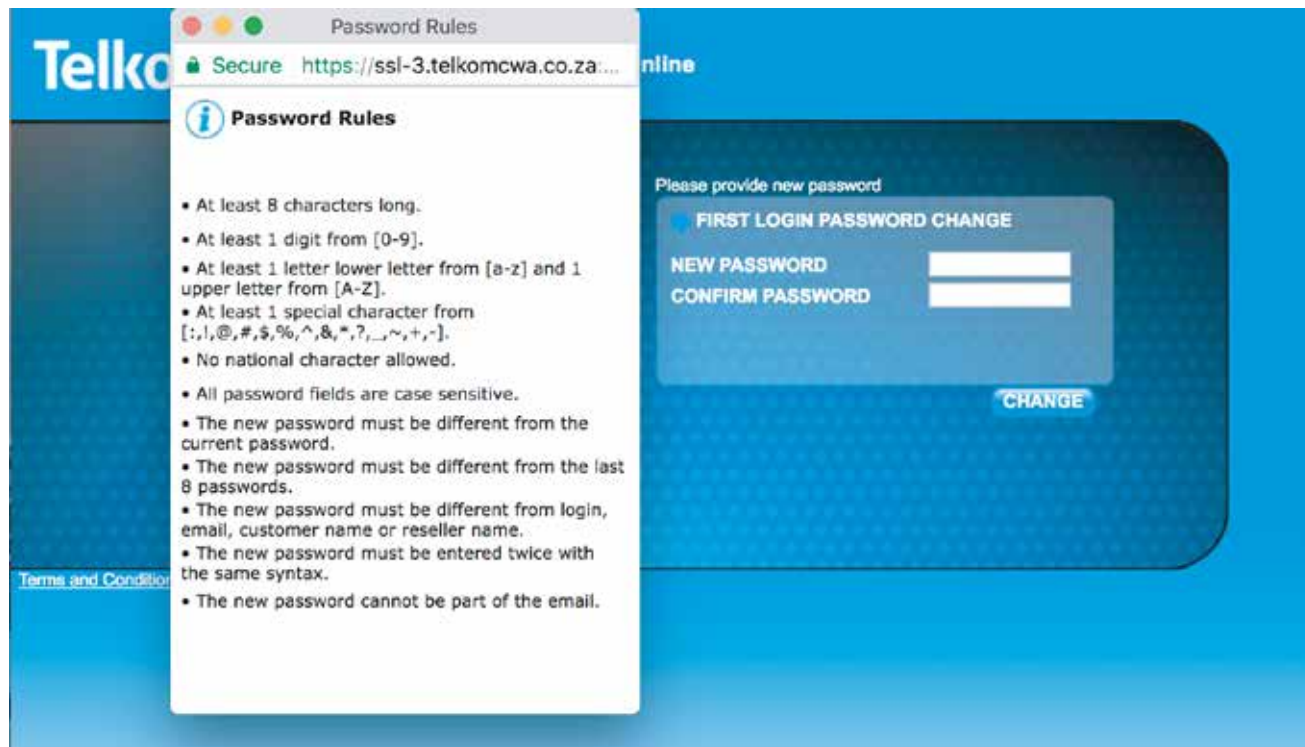 Password Rules
Telko
Secure https://ssl-3.telkomcwa.co.za:...
nline
Password Rules
• At least 8 characters long.
• At least 1 digit from [0-9].
• At least 1 letter lower letter from [a-z] and 1
upper letter from [A-Z].
• At least 1 special character from
[:,!,@,#,$,%,^,&,*,?,_,~,+,-].
• No national character allowed.
• All password fields are case sensitive.
• The new password must be different from the
current password.
• The new password must be different from the last
8 passwords.
• The new password must be different from login,
email, customer name or reseller name.
• The new password must be entered twice with
the same syntax.
• The new password cannot be part of the email.
Please provide new password
FIRST LOGIN PASSWORD CHANGE
NEW PASSWORD
CONFIRM PASSWORD
CHANGE
Terms and Condition